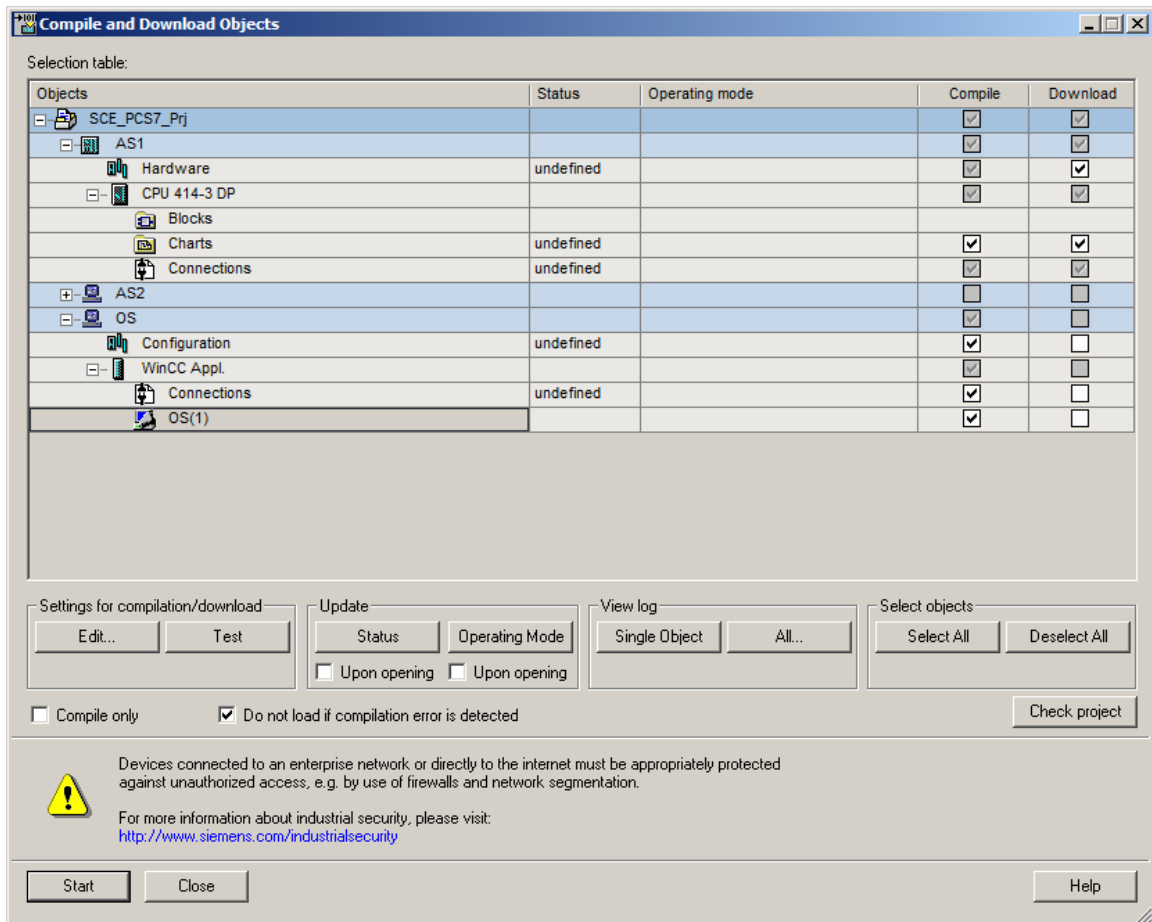 Compile and Download Objects
Selection table:
Objects Status Operating mode Compile Download
SCE_PCS7_Prj
AS1
Hardware undefined
CPU 414-3 DP
Blocks
Charts undefined
Connections undefined
AS2
OS
Configuration undefined
WinCC Appl.
Connections undefined
OS(1)
Settings for compilation/download Update View log Select objects
Edit... Test Status Operating Mode Single Object All... Select All Deselect All
Upon opening Upon opening
Compile only Do not load if compilation error is detected Check project
Devices connected to an enterprise network or directly to the internet must be appropriately protected
against unauthorized access, e.g. by use of firewalls and network segmentation.
For more information about industrial security, please visit:
http://www.siemens.com/industrialsecurity
Start Close Help